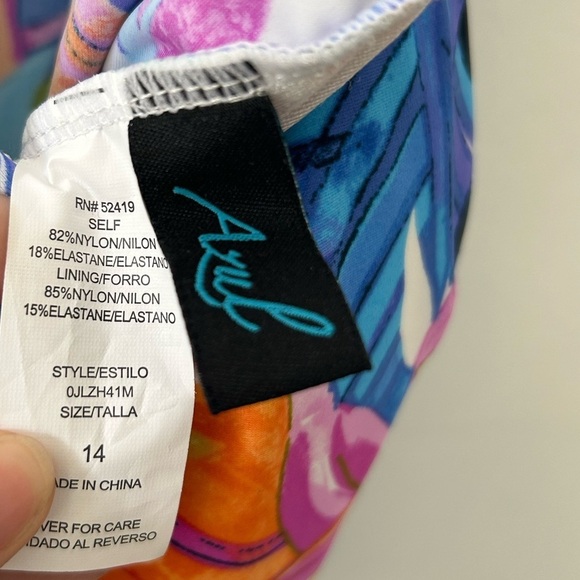 RN# 52419
SELF
82%NYLON/NILON
18%ELASTANE/ELASTANO
LINING/FORRO
85%NYLON/NILON
15%ELASTANE/ELASTANO
STYLE/ESTILO
0JLZH41M
SIZE/TALLA
14
ADE IN CHINA
VER FOR CARE
IDADO AL REVERSO
Azul